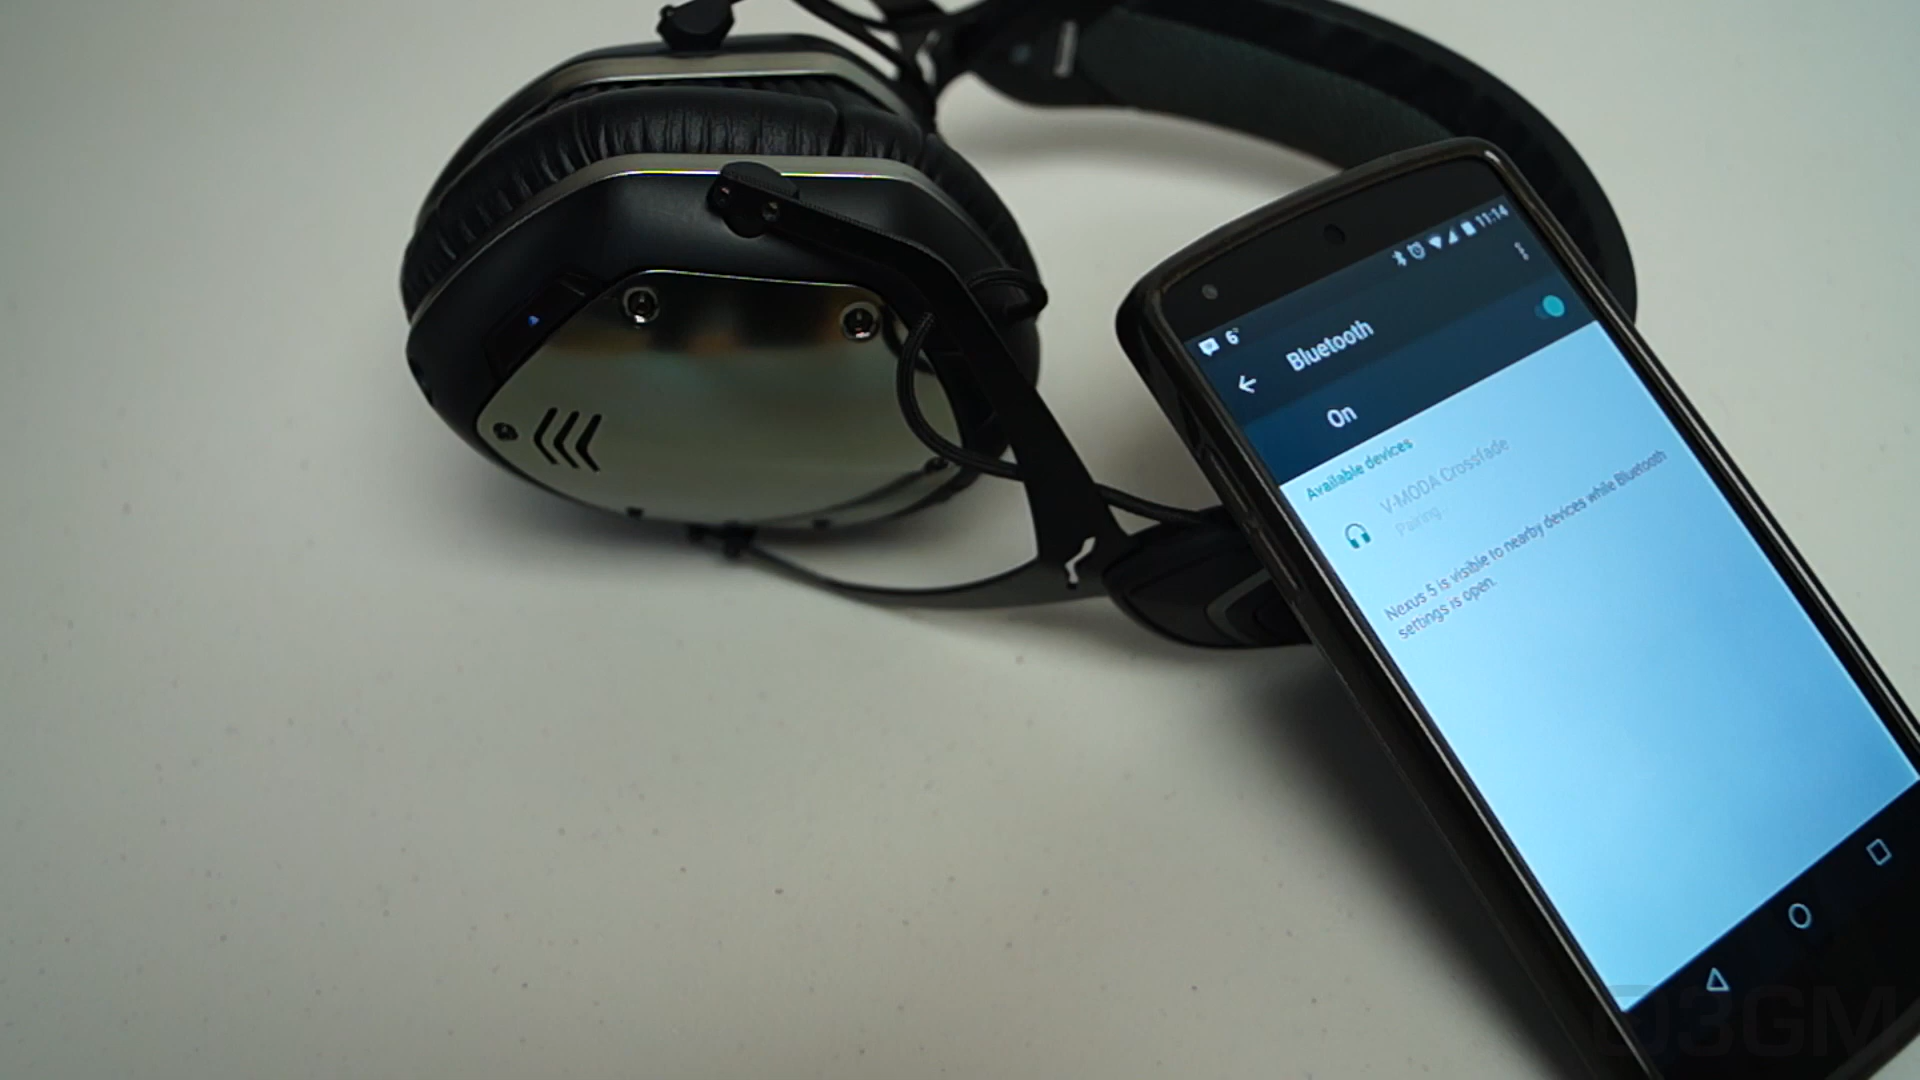 6°
11:14
Bluetooth
On
Available devices
V-MODA Crossfade
Pairing...
Nexus 5 is visible to nearby devices while Bluetooth
settings is open.